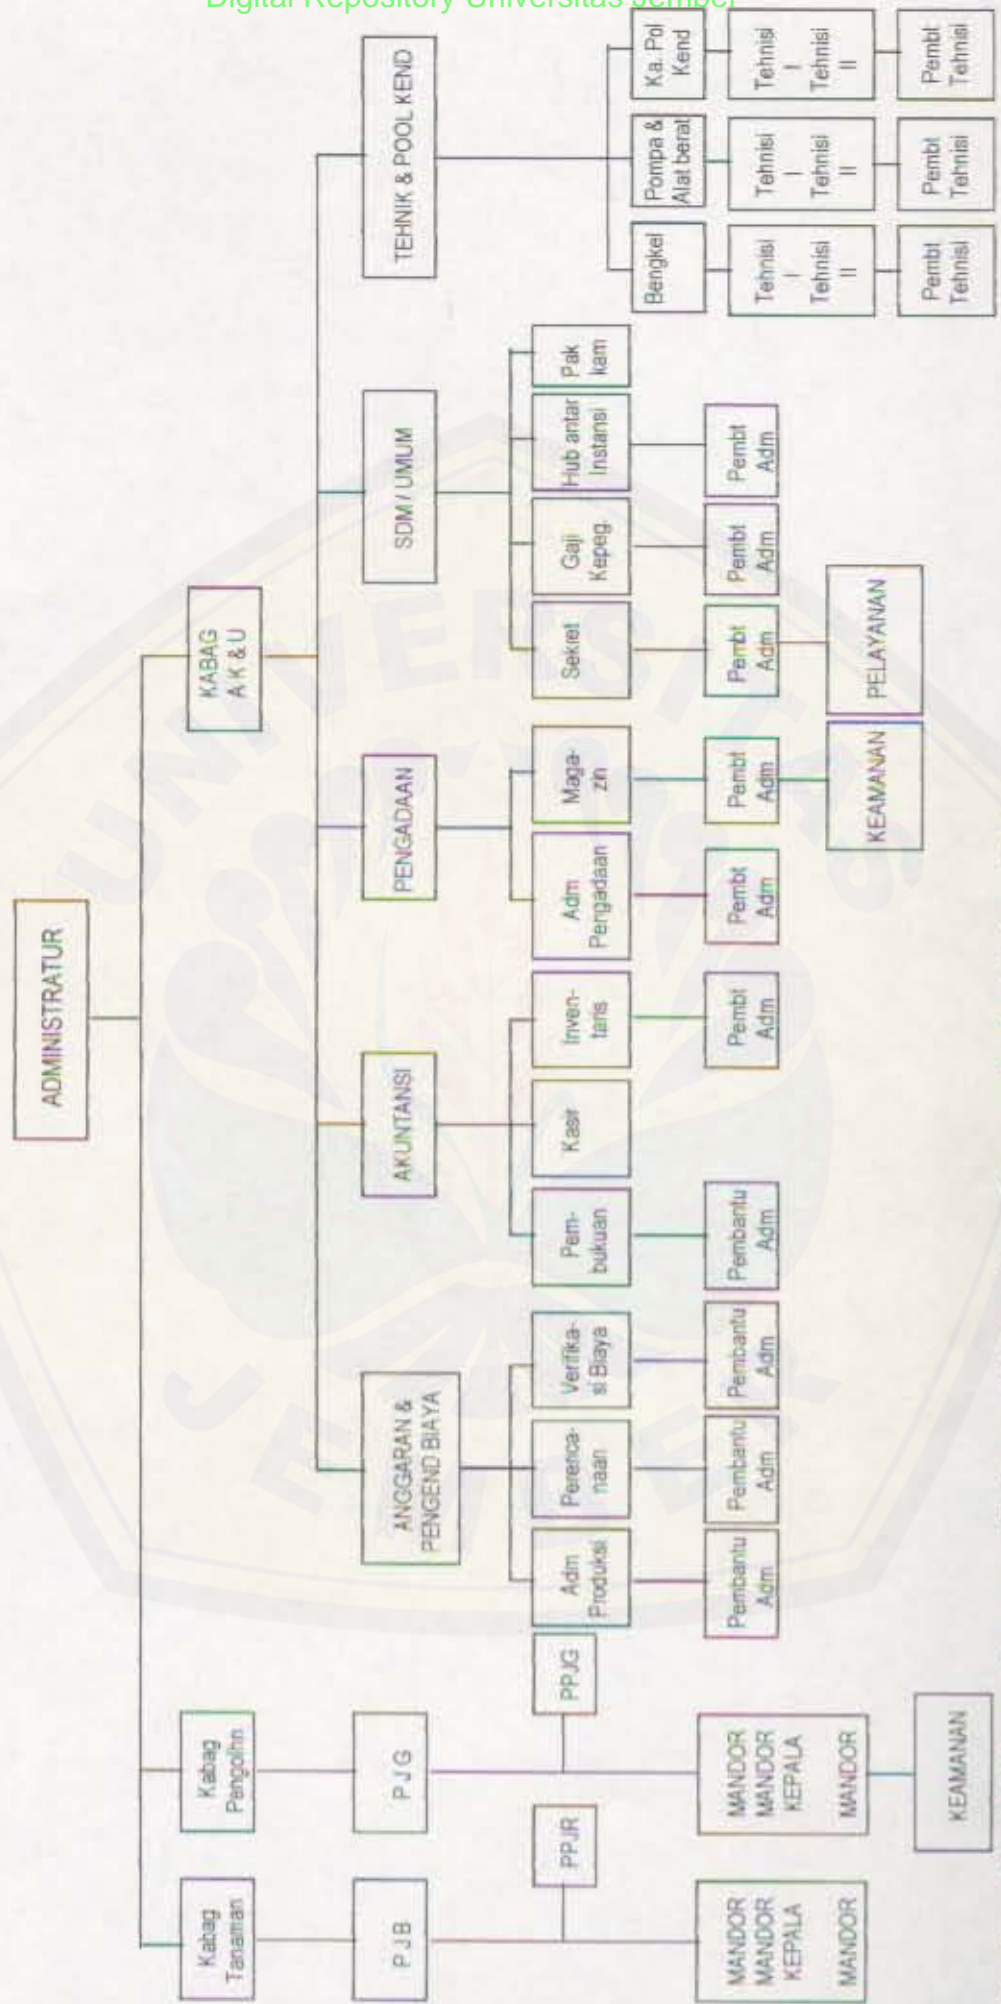 Digital Repository Universitas Jember
ADMINISTRATUR
Kabag
Tanaman
Kabag
Pengolhn
KABAG
A K & U
PJB
PJG
ANGGARAN &
PENGEND BIAYA
AKUNTANSI
PENGADAAN
SDM / UMUM
TEHNIK & POOL KEND
PPJR
PPJG
Adm
Produksi
Perenca-
naan
Verifika-
si Biaya
Pem-
bukuan
Kasir
Inven-
taris
Adm
Pengadaan
Maga-
zin
Sekret
Gaji
Kepeg.
Hub antar
Instansi
Pak
kam
Bengkel
Pompa &
Alat berat
Ka. Pol
Kend
MANDOR
MANDOR
KEPALA
MANDOR
MANDOR
MANDOR
KEPALA
MANDOR
Pembantu
Adm
Pembantu
Adm
Pembantu
Adm
Pembantu
Adm
Pembt
Adm
Pembt
Adm
Pembt
Adm
Pembt
Adm
Pembt
Adm
Pembt
Adm
Tehnisi
I
Tehnisi
II
Tehnisi
I
Tehnisi
II
Tehnisi
I
Tehnisi
II
KEAMANAN
KEAMANAN
PELAYANAN
Pembt
Tehnisi
Pembt
Tehnisi
Pembt
Tehnisi
UNIVERSITAS
JEMBER